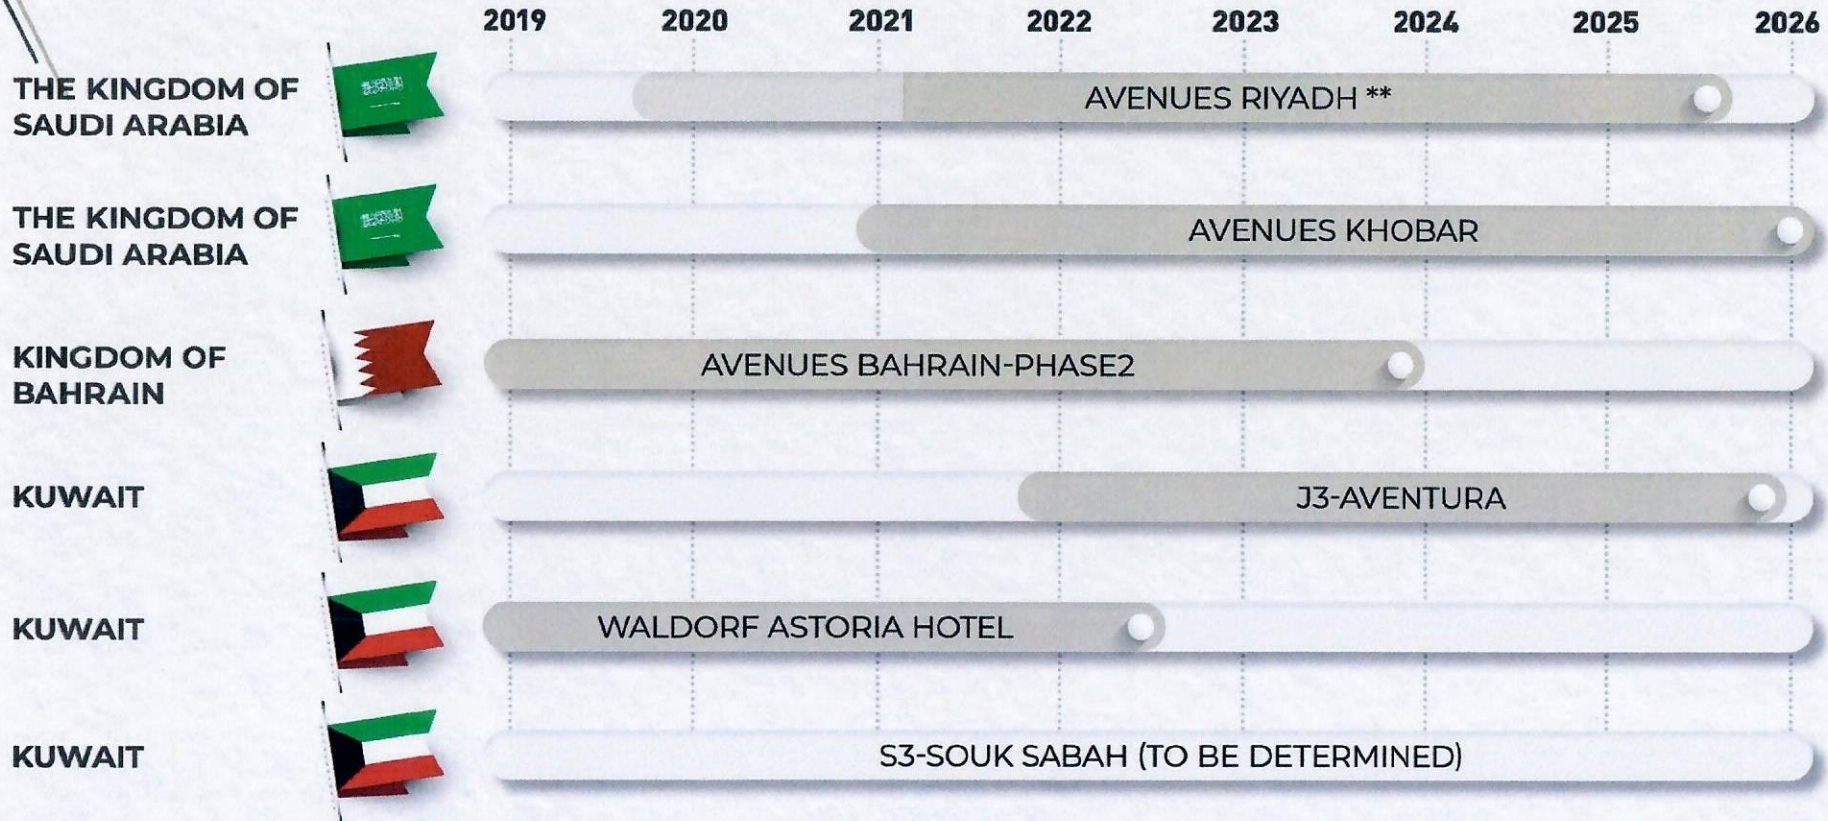 2019 2020 2021 2022 2023 2024 2025 2026
THE KINGDOM OF
SAUDI ARABIA
AVENUES RIYADH **
THE KINGDOM OF
SAUDI ARABIA
AVENUES KHOBAR
KINGDOM OF
BAHRAIN
AVENUES BAHRAIN-PHASE2
KUWAIT
J3-AVENTURA
KUWAIT
WALDORF ASTORIA HOTEL
KUWAIT
S3-SOUK SABAH (TO BE DETERMINED)